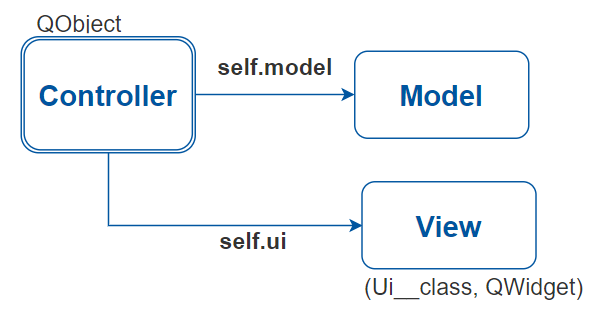 QObject
Controller
self.model
Model
self.ui
View
(Ui__class, QWidget)